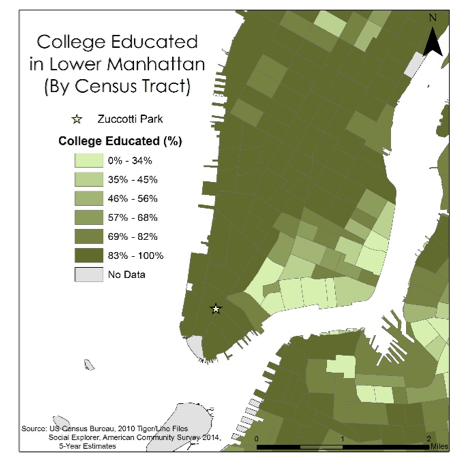 College Educated
in Lower Manhattan
(By Census Tract)
N
Zuccotti Park
College Educated (%)
0% - 34%
35% - 45%
46% - 56%
57% - 68%
69% - 82%
83% - 100%
No Data
Source: US Census Bureau, 2010 Tiger/Line Files
Social Explorer, American Community Survey 2014,
5-Year Estimates
0 1 2
Miles